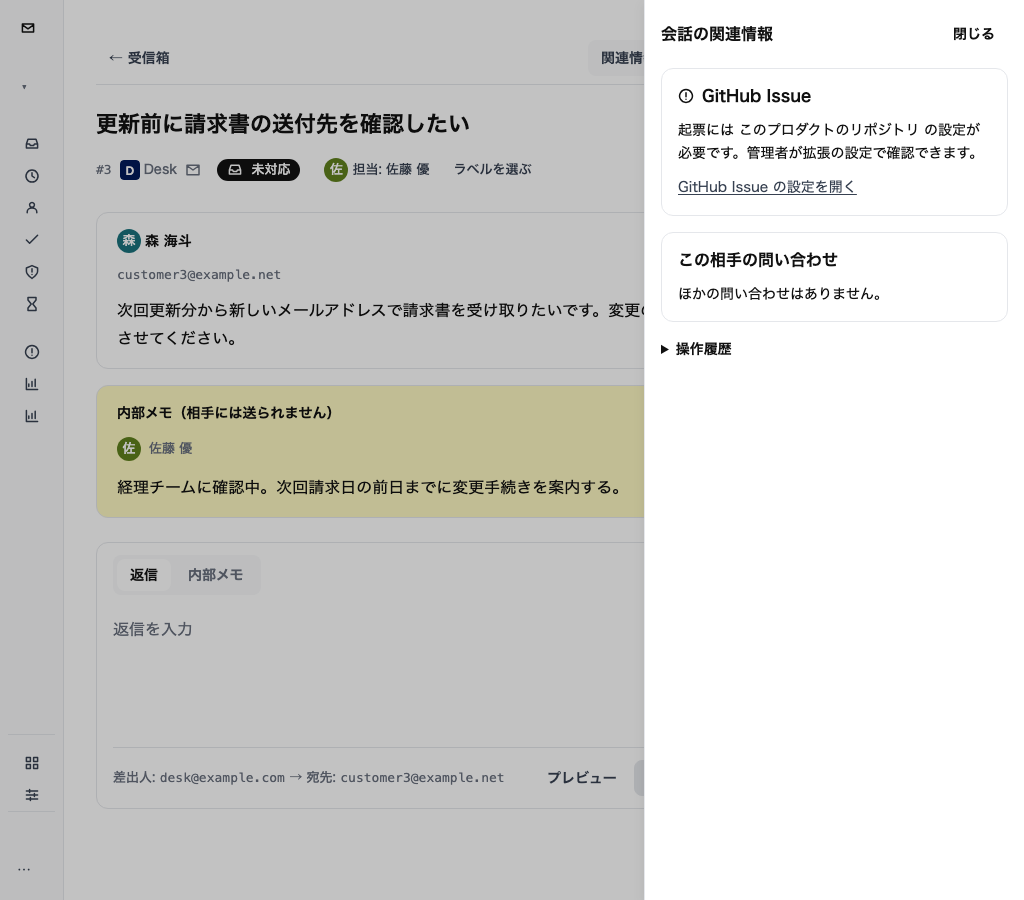 ← 受信箱
関連情
更新前に請求書の送付先を確認したい
#3 D Desk 未対応 佐 担当: 佐藤 優 ラベルを選ぶ
森 森 海斗
customer3@example.net
次回更新分から新しいメールアドレスで請求書を受け取りたいです。変更
させてください。
内部メモ（相手には送られません）
佐 佐藤 優
経理チームに確認中。次回請求日の前日までに変更手続きを案内する。
返信 内部メモ
返信を入力
差出人: desk@example.com → 宛先: customer3@example.net プレビュー
会話の関連情報 閉じる
GitHub Issue
起票には このプロダクトのリポジトリ の設定が
必要です。管理者が拡張の設定で確認できます。
GitHub Issue の設定を開く
この相手の問い合わせ
ほかの問い合わせはありません。
▶ 操作履歴